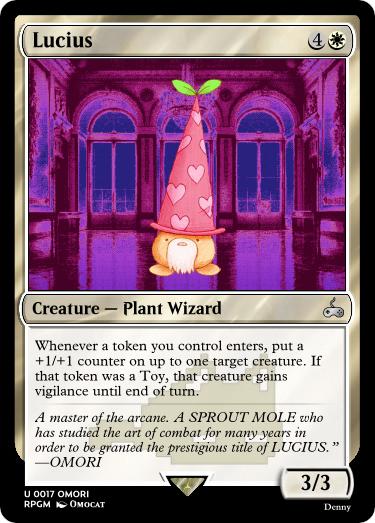 Lucius 4
Creature — Plant Wizard
Whenever a token you control enters, put a
+1/+1 counter on up to one target creature. If
that token was a Toy, that creature gains
vigilance until end of turn.
A master of the arcane. A SPROUT MOLE who
has studied the art of combat for many years in
order to be granted the prestigious title of LUCIUS.”
—OMORI
3/3
U 0017 OMORI
RPGM Omocat
Denny